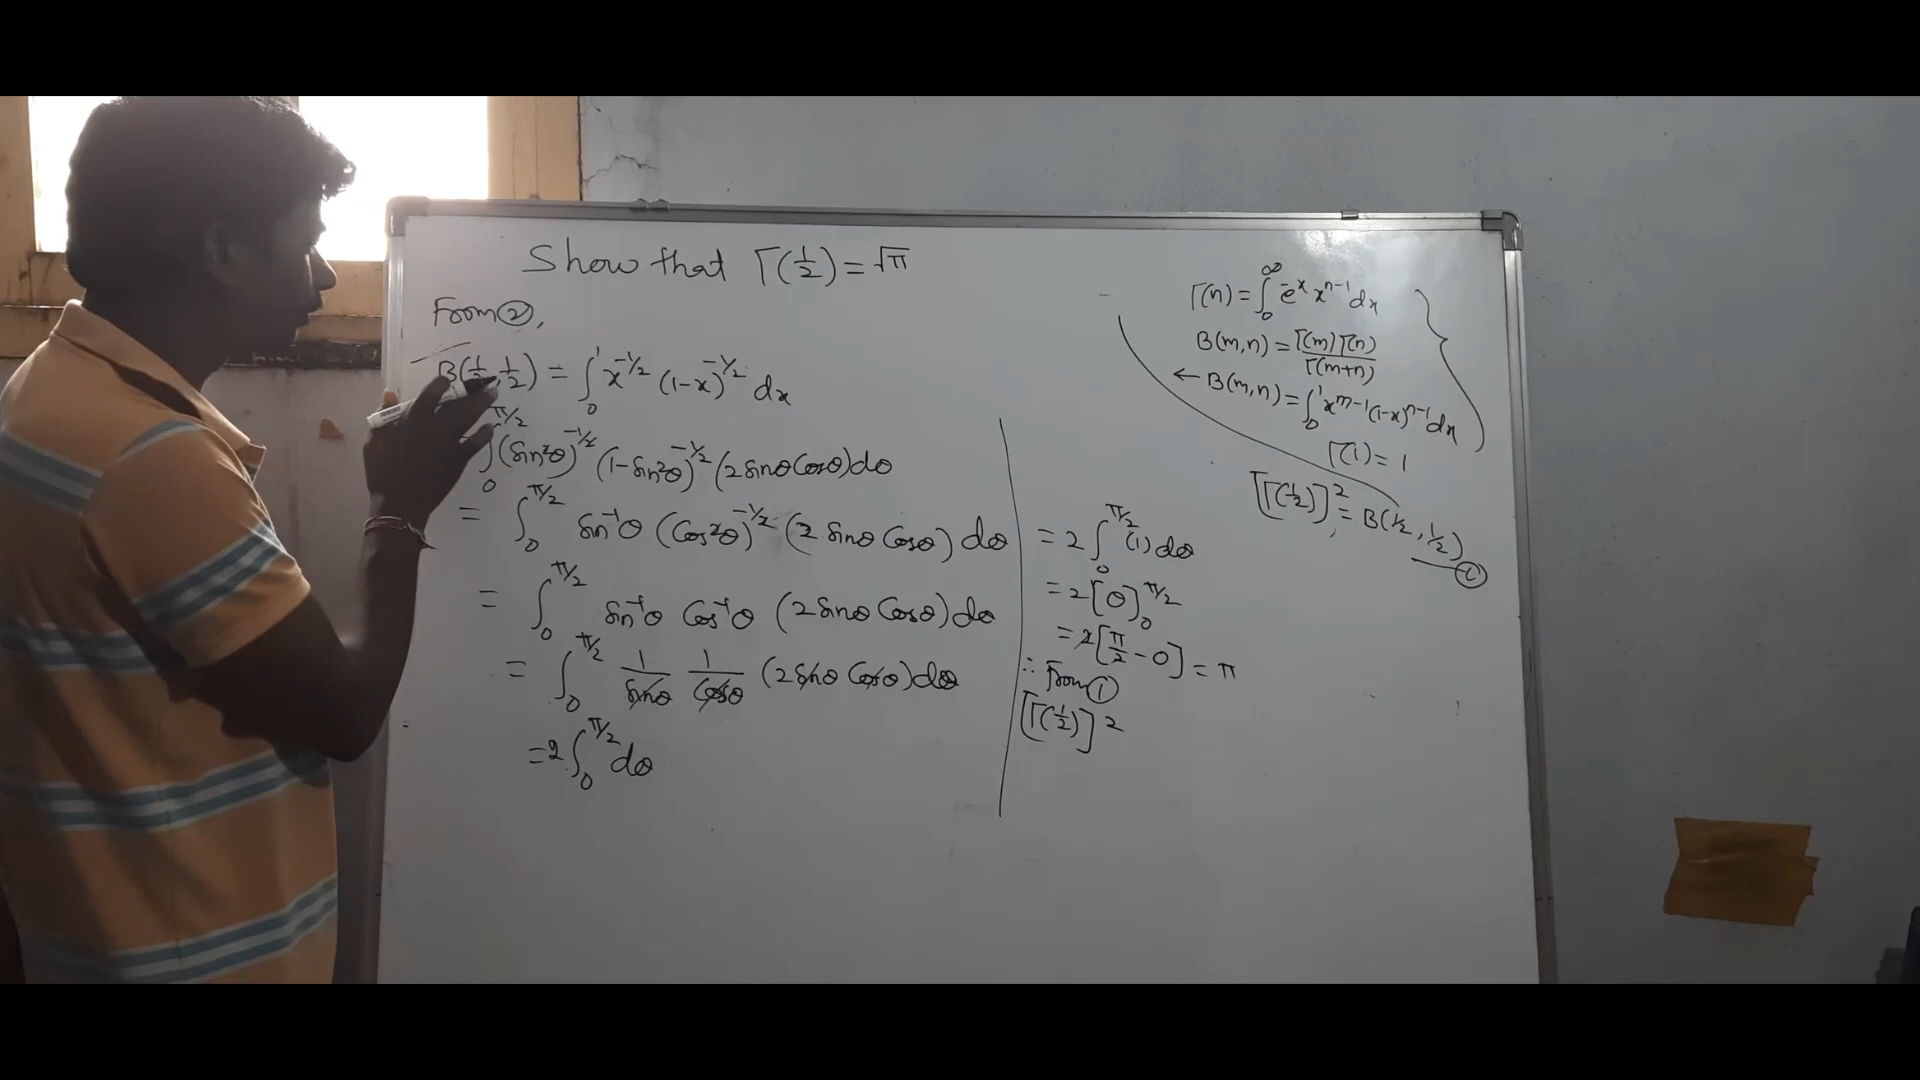 Show that Γ(1/2) = √π
From ②,
B(1/2, 1/2) = ∫₀¹ x^(-1/2) (1-x)^(-1/2) dx
∫₀^(π/2) (sin²θ)^(-1/2) (1-sin²θ)^(-1/2) (2 sinθ cosθ) dθ
= ∫₀^(π/2) sin⁻¹θ (cos²θ)^(-1/2) (2 sinθ cosθ) dθ
= ∫₀^(π/2) sin⁻¹θ cos⁻¹θ (2 sinθ cosθ) dθ
= ∫₀^(π/2) 1/sinθ 1/cosθ (2 sinθ cosθ) dθ
= 2 ∫₀^(π/2) dθ
= 2 ∫₀^(π/2) (1) dθ
= 2 [θ]₀^(π/2)
= 2 [π/2 - 0] = π
∴ From ①
[Γ(1/2)]²
Γ(n) = ∫₀^∞ e^(-x) x^(n-1) dx
B(m,n) = Γ(m) Γ(n) / Γ(m+n)
← B(m,n) = ∫₀¹ x^(m-1) (1-x)^(n-1) dx
Γ(1) = 1
[Γ(1/2)]² = B(1/2, 1/2)